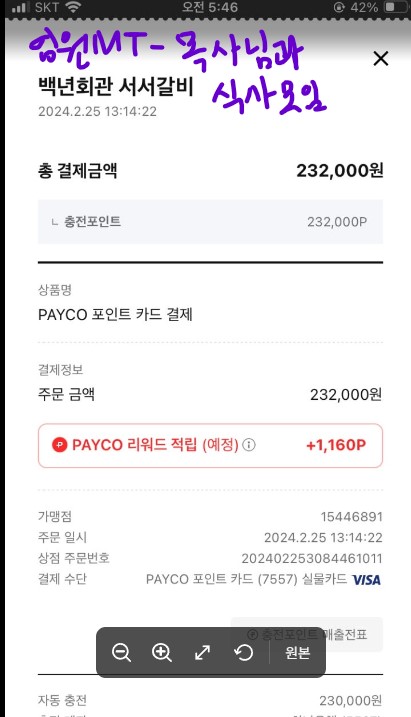 SKT 오전 5:46 42%
임원MT - 목사님과
식사모임
백년회관 서서갈비
2024.2.25 13:14:22
총 결제금액 232,000원
ㄴ 충전포인트 232,000P
상품명
PAYCO 포인트 카드 결제
결제정보
주문 금액 232,000원
PAYCO 리워드 적립 (예정) +1,160P
가맹점 15446891
주문 일시 2024.2.25 13:14:22
상점 주문번호 202402253084461011
결제 수단 PAYCO 포인트 카드 (7557) 실물카드 VISA
충전포인트 매출전표
원본
자동 충전 230,000원